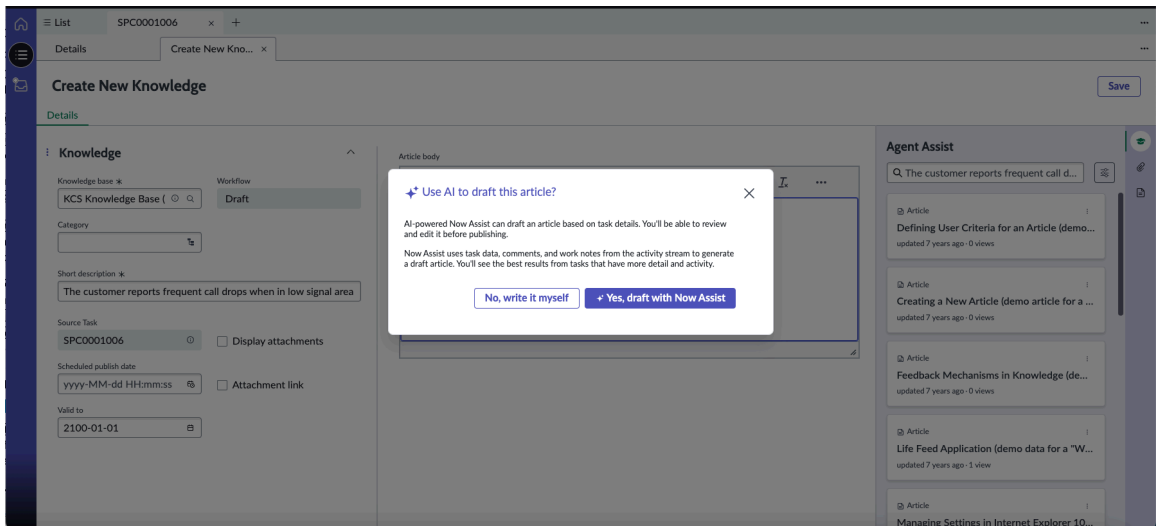 List
SPC0001006
Details
Create New Kno...
Create New Knowledge
Save
Details
Knowledge
Knowledge base
KCS Knowledge Base (
Workflow
Draft
Category
Short description
The customer reports frequent call drops when in low signal area
Source Task
SPC0001006
Display attachments
Scheduled publish date
yyyy-MM-dd HH:mm:ss
Attachment link
Valid to
2100-01-01
Article body
Use AI to draft this article?
AI-powered Now Assist can draft an article based on task details. You'll be able to review
and edit it before publishing.
Now Assist uses task data, comments, and work notes from the activity stream to generate
a draft article. You'll see the best results from tasks that have more detail and activity.
No, write it myself
Yes, draft with Now Assist
Agent Assist
The customer reports frequent call d...
Article
Defining User Criteria for an Article (demo...
updated 7 years ago · 0 views
Article
Creating a New Article (demo article for a ...
updated 7 years ago · 0 views
Article
Feedback Mechanisms in Knowledge (de...
updated 7 years ago · 0 views
Article
Life Feed Application (demo data for a "W...
updated 7 years ago · 1 view
Article
Managing Settings in Internet Explorer 10...